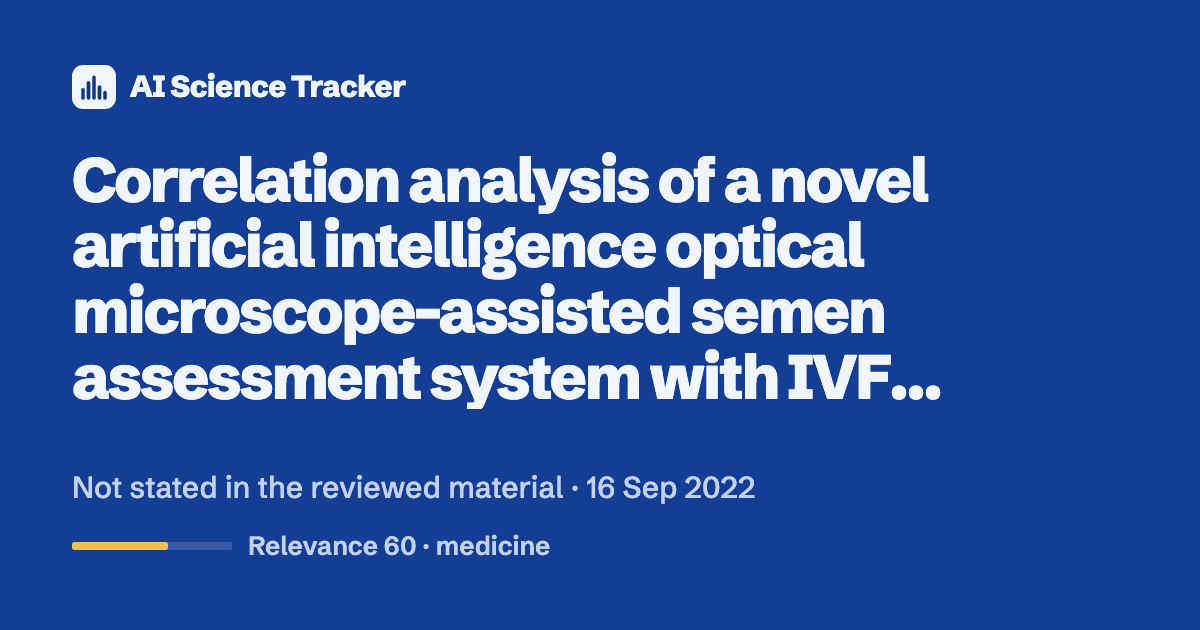 AI Science Tracker
Correlation analysis of a novel
artificial intelligence optical
microscope-assisted semen
assessment system with IVF...
Not stated in the reviewed material · 16 Sep 2022
Relevance 60 · medicine